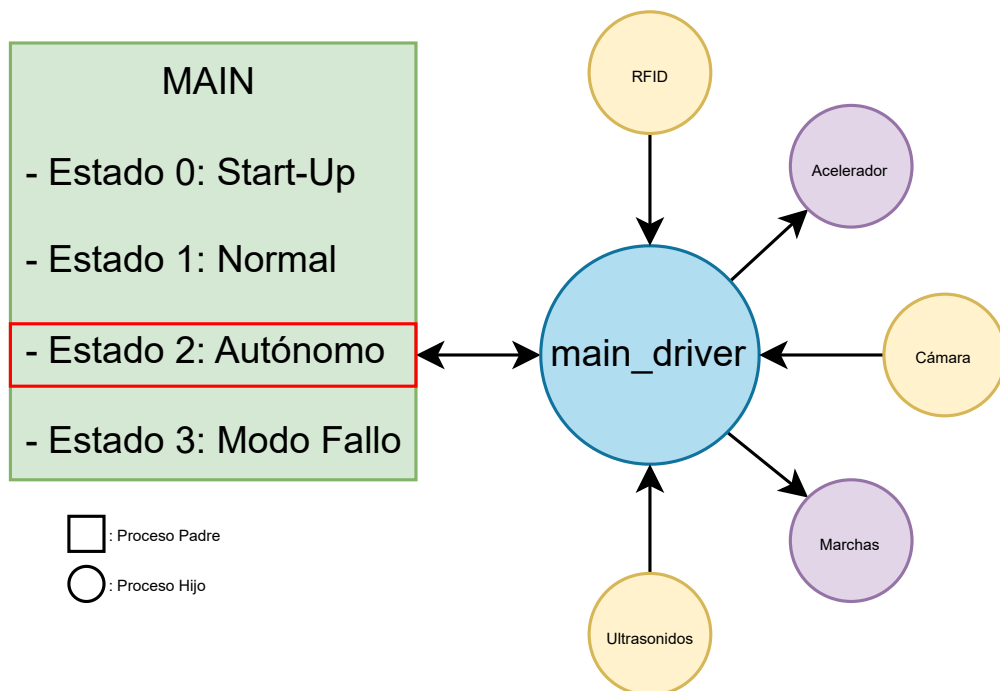 MAIN
- Estado 0: Start-Up
- Estado 1: Normal
- Estado 2: Autónomo
- Estado 3: Modo Fallo
: Proceso Padre
: Proceso Hijo
RFID
Acelerador
main_driver
Cámara
Marchas
Ultrasonidos